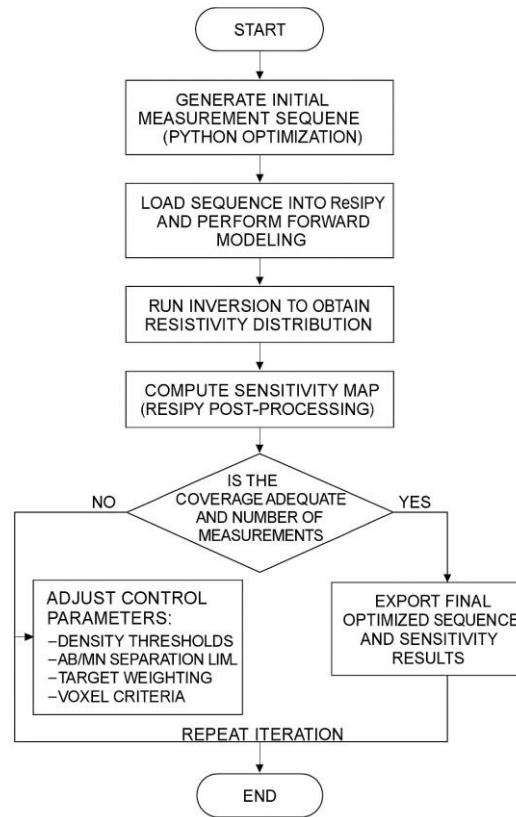 START
GENERATE INITIAL
MEASUREMENT SEQUENE
(PYTHON OPTIMIZATION)
LOAD SEQUENCE INTO ReSIPY
AND PERFORM FORWARD
MODELING
RUN INVERSION TO OBTAIN
RESISTIVITY DISTRIBUTION
COMPUTE SENSITIVITY MAP
(RESIPY POST-PROCESSING)
IS THE
COVERAGE ADEQUATE
AND NUMBER OF
MEASUREMENTS
NO
YES
ADJUST CONTROL
PARAMETERS:
–DENSITY THRESHOLDS
–AB/MN SEPARATION LIML
–TARGET WEIGHTING
–VOXEL CRITERIA
EXPORT FINAL
OPTIMIZED SEQUENCE
AND SENSITIVITY
RESULTS
REPEAT ITERATION
END